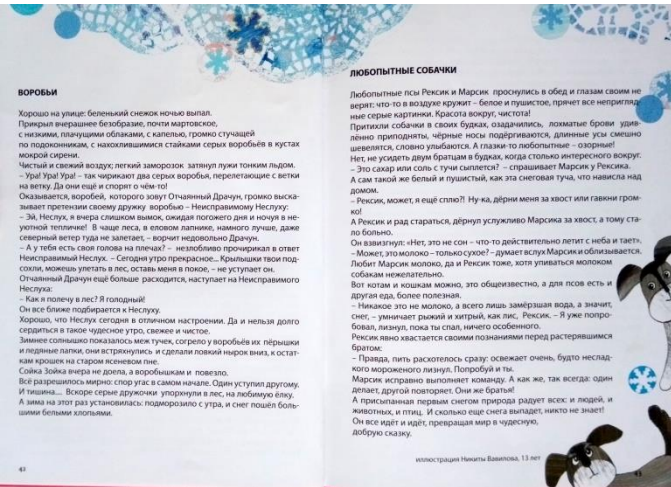 ВОРОБЬИ
Хорошо на улице: беленький снежок ночью выпал.
Прикрыл вчерашнее безобразие, почти мартовское,
с низкими, плачущими облаками, с капелью, громко стучащей
по подоконникам, с нахохлившимися стайками серых воробьёв в кустах
мокрой сирени.
Чистый и свежий воздух; легкий заморозок затянул лужи тонким льдом.
– Ура! Ура! Ура! – так чирикают два серых воробья, перелетающие с ветки
на ветку. Да они ещё и спорят о чём-то!
Оказывается, воробей, которого зовут Отчаянный Драчун, громко выска-
зывает претензии своему дружку воробью – Неисправимому Неслуху:
– Эй, Неслух, я вчера слишком вымок, ожидая погожего дня и ночуя в не-
уютной тепличке! В чаще леса, в еловом лапнике, намного лучше, даже
северный ветер туда не залетает, – ворчит недовольно Драчун.
– А у тебя есть своя голова на плечах? – незлобно прочирикал в ответ
Неисправимый Неслух. – Сегодня утро прекрасное... Крылышки твои под-
сохли, можешь улетать в лес, оставь меня в покое, – не уступает он.
Отчаянный Драчун ещё больше расходится, наступает на Неисправимого
Неслуха:
– Как я полечу в лес? Я голодный!
Он все ближе подбирается к Неслуху.
Хорошо, что Неслух сегодня в отличном настроении. Да и нельзя долго
сердиться в такое чудесное утро, свежее и чистое.
Зимнее солнышко показалось меж тучек, согрело у воробьёв их пёрышки
и ледяные лапки, они встряхнулись и сделали ловкий нырок вниз, к остат-
кам крошек на старом ясеневом пне.
Сойка Зойка вчера не доела, а воробышкам и повезло.
Всё разрешилось мирно: спор угас в самом начале. Один уступил другому.
И тишина.... Вскоре серые дружочки упорхнули в лес, на любимую ёлку.
А зима на этот раз установилась: подморозило с утра, и снег пошёл боль-
шими белыми хлопьями.
ЛЮБОПЫТНЫЕ СОБАЧКИ
Любопытные песики Рексик и Марсик проснулись в обед и глазам своим не
верят: что-то в воздухе кружит – белое и пушистое, прячет все непригляд-
ные серые картинки. Красота вокруг, чистота!
Притихли собачки в своих будках, озадачились, лохматые брови удив-
лённо приподняты, чёрные носы подёргиваются, длинные усы смешно
шевелятся, словно улыбаются. А глазки-то любопытные – озорные!
Нет, не усидеть двум братцам в будках, когда столько интересного вокруг.
– Это сахар или соль с тучи сыплется? – спрашивает Марсик у Рексика.
А сам такой же белый и пушистый, как эта снеговая туча, что нависла над
домом.
– Рексик, может, я ещё сплю?! Ну-ка, дёрни меня за хвост или гавкни гром-
ко!
А Рексик и рад стараться, дёрнул услужливо Марсика за хвост, а тому ста-
ло больно.
Он взвизгнул: «Нет, это не сон – что-то действительно летит с неба и тает».
– Может, это молоко – только сухое? – думает вслух Марсик и облизывается.
Любит Марсик молоко, да и Рексик тоже, хотя упиваться молоком
собакам нежелательно.
Вот котам и кошкам можно, это общеизвестно, а для псов есть и
другая еда, более полезная.
– Никакое это не молоко, а всего лишь замёрзшая вода, а значит,
снег, – умничает рыжий и хитрый, как лис, Рексик. – Я уже попро-
бовал, лизнул, пока ты спал, ничего особенного.
Рексик явно хвастается своими познаниями перед растерявшимся
братом:
– Правда, пить расхотелось сразу: освежает очень, будто неслад-
кого мороженого лизнул. Попробуй и ты.
Марсик исправно выполняет команду. А как же, так всегда: один
делает, другой повторяет. Они же братья!
А присыпанная первым снегом природа радует всех: и людей, и
животных, и птиц. И сколько еще снега выпадет, никто не знает!
Он все идёт и идёт, превращая мир в чудесную,
добрую сказку.
иллюстрация Никиты Вавилова, 13 лет
42
43